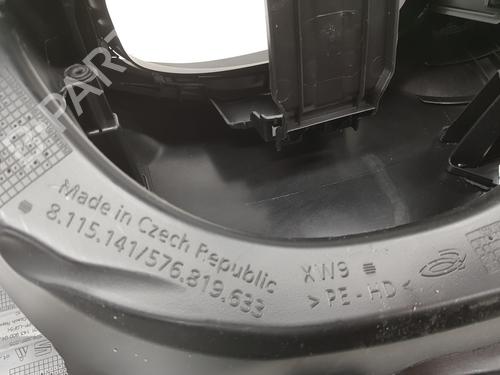 Made in Czech Republic
8.115.141/576.819.633
XW9
>PE-HD<